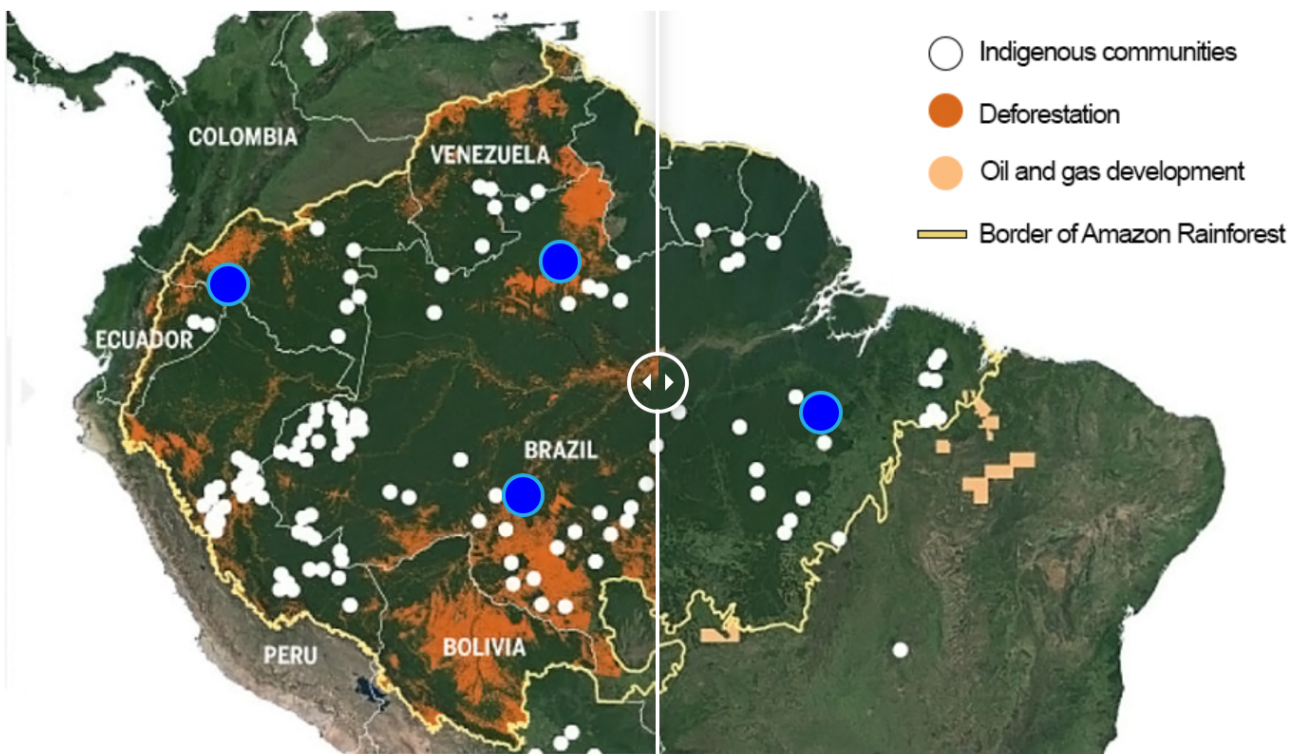 Indigenous communities
Deforestation
Oil and gas development
Border of Amazon Rainforest
COLOMBIA
VENEZUELA
ECUADOR
BRAZIL
PERU
BOLIVIA